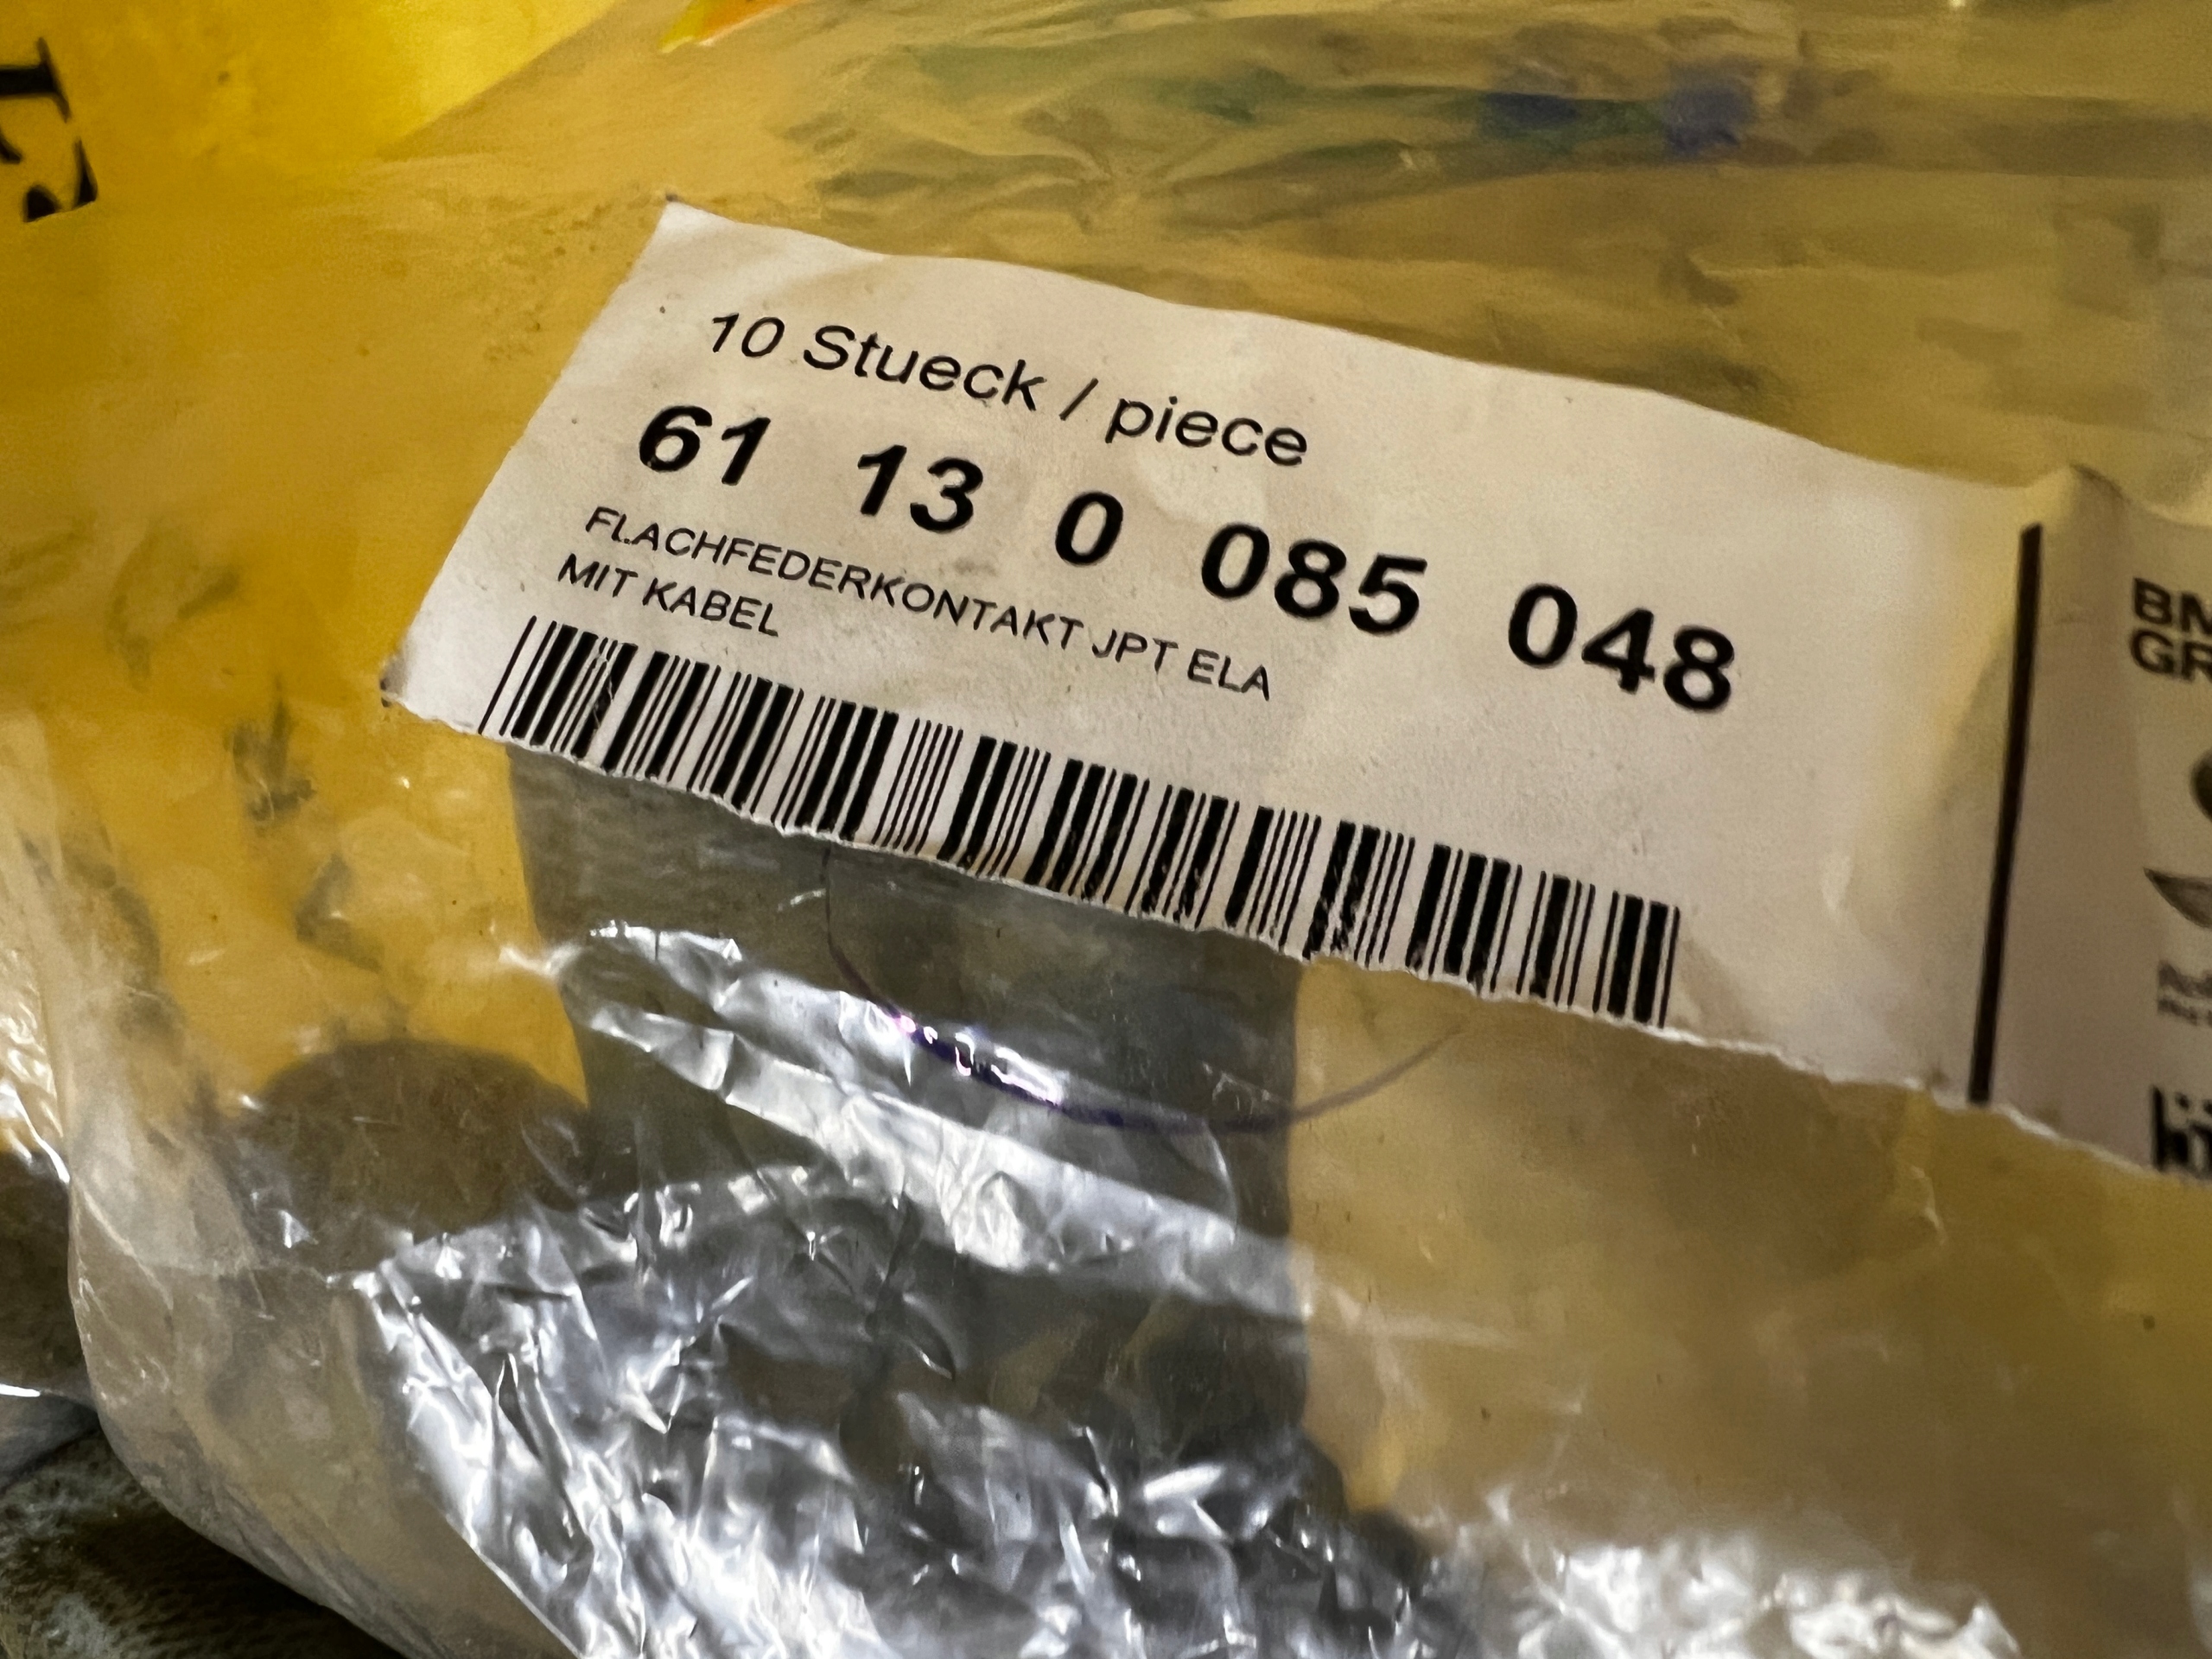 10 Stueck / piece
61 13 0 085 048
FLACHFEDERKONTAKT JPT ELA
MIT KABEL